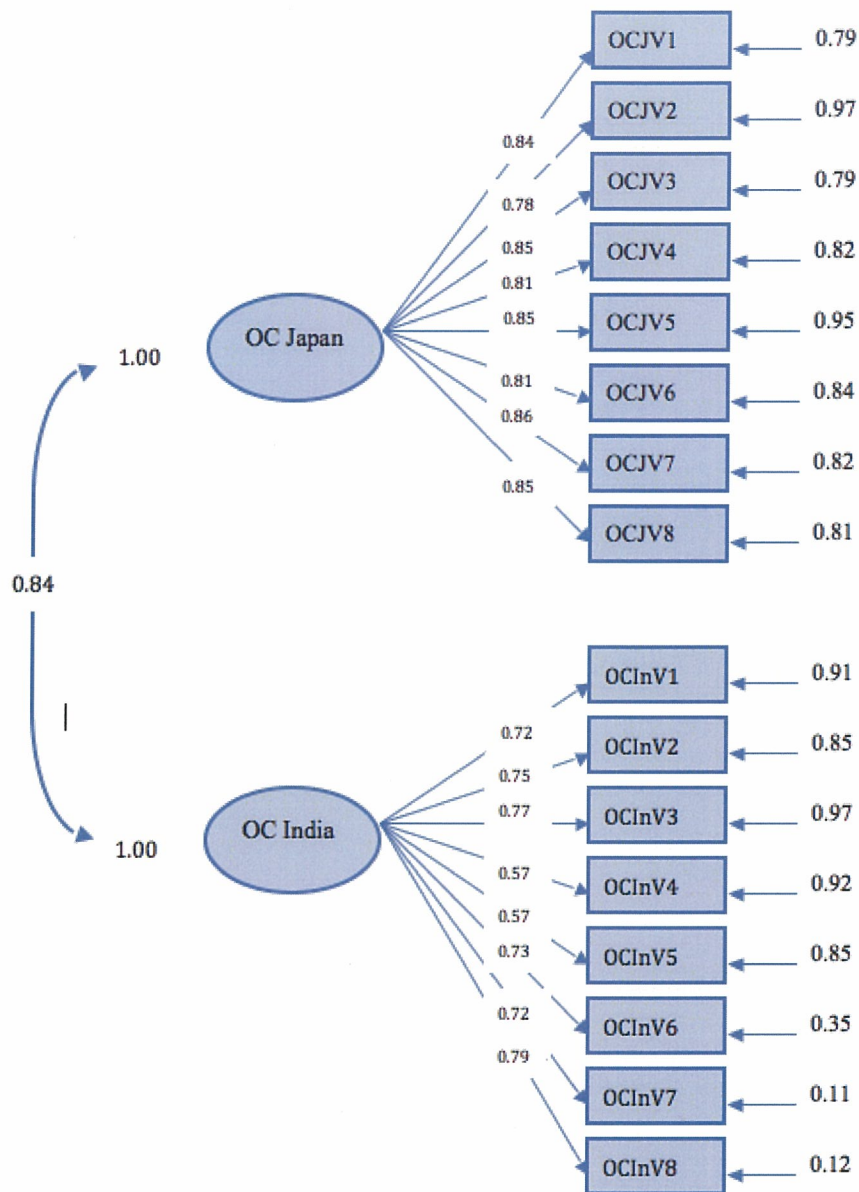 OCJV1 0.79
OCJV2 0.97
0.84
OCJV3 0.79
0.78
0.85 OCJV4 0.82
0.81
0.85 OCJV5 0.95
OC Japan
1.00
0.81 OCJV6 0.84
0.86
OCJV7 0.82
0.85
OCJV8 0.81
0.84
OCInV1 0.91
0.72
OCInV2 0.85
0.75
0.77 OCInV3 0.97
OC India
1.00
0.57 OCInV4 0.92
0.57
0.73 OCInV5 0.85
0.72 OCInV6 0.35
0.79
OCInV7 0.11
OCInV8 0.12